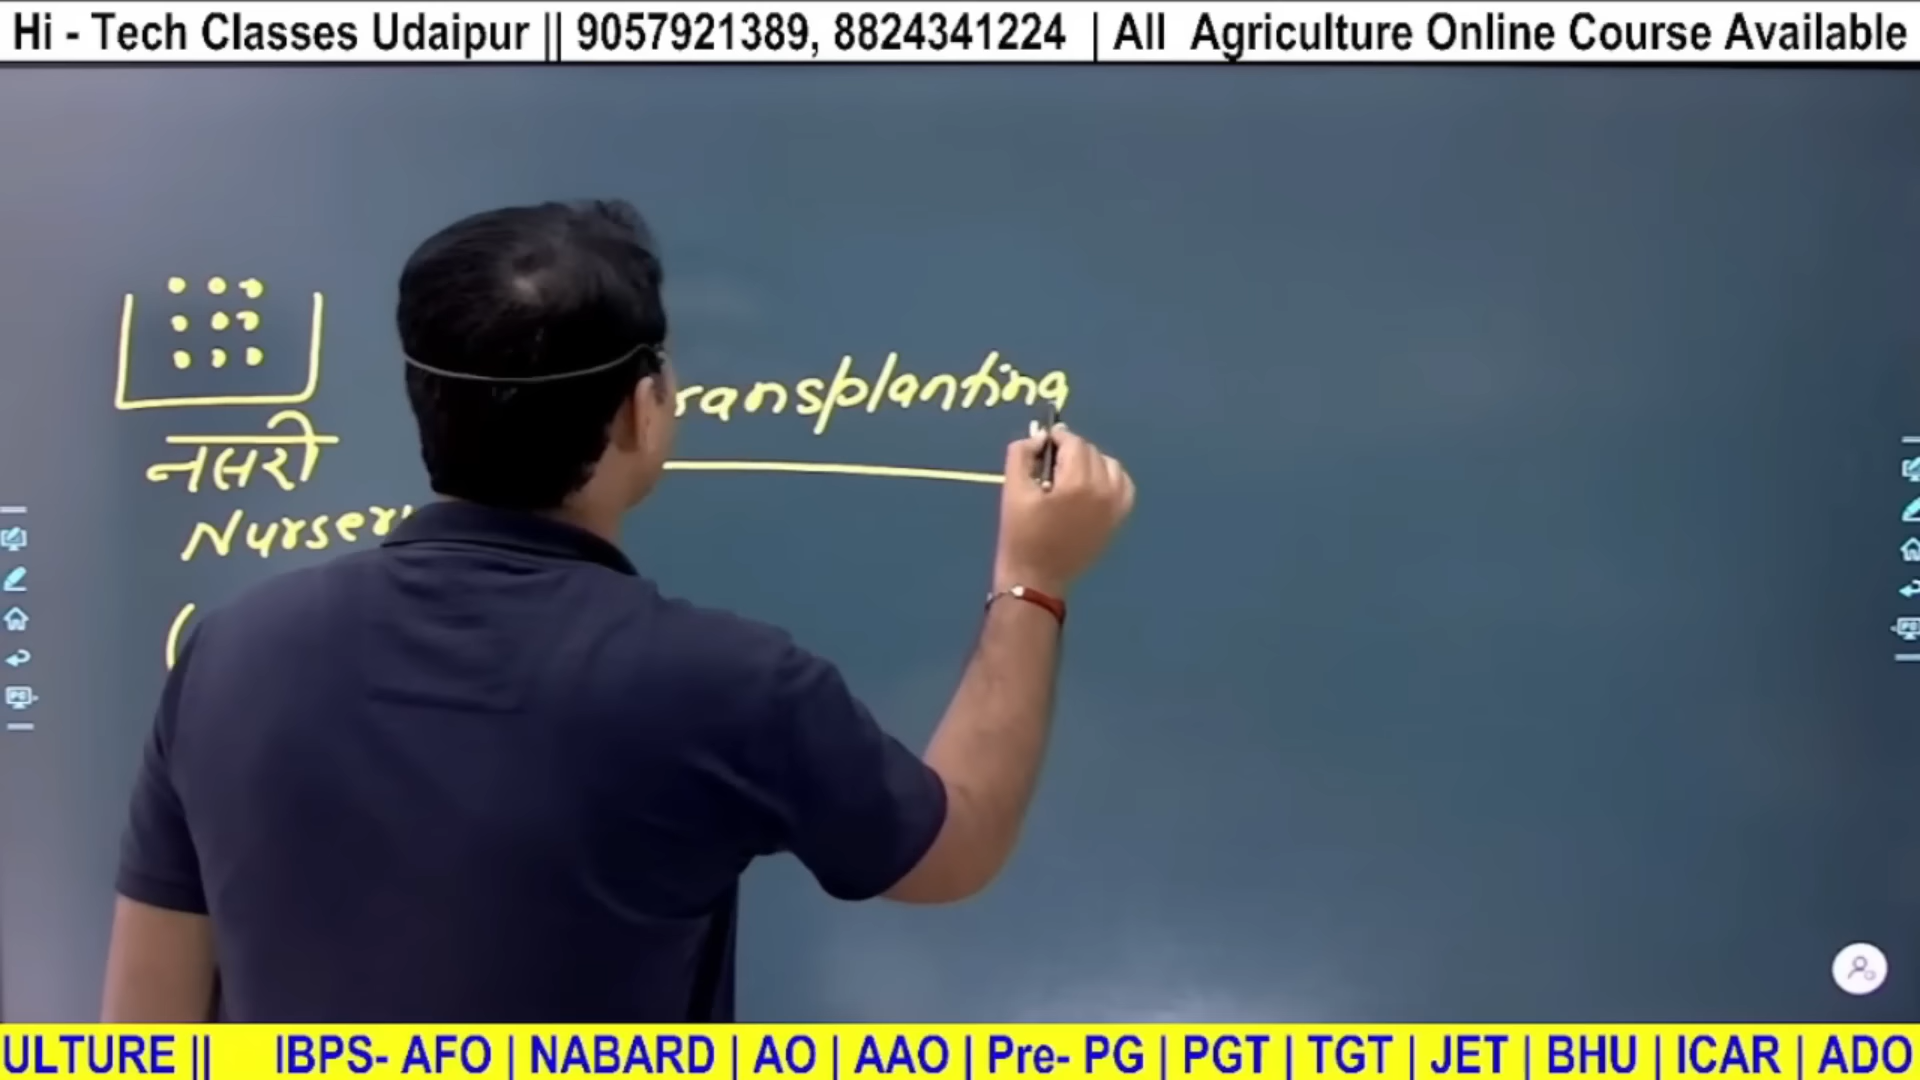 Hi - Tech Classes Udaipur || 9057921389, 8824341224 | All Agriculture Online Course Available
ransplanting
नर्सरी
Nurser
ULTURE || IBPS- AFO | NABARD | AO | AAO | Pre- PG | PGT | TGT | JET | BHU | ICAR | ADO